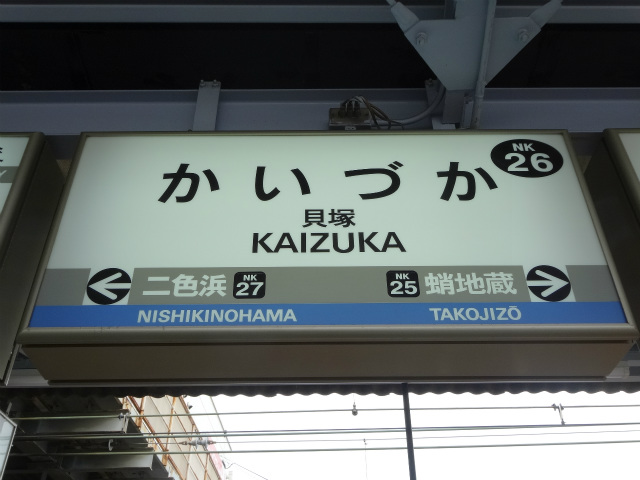 かいづか
NK
26
貝塚
KAIZUKA
二色浜 NK 27
NK 25 蛸地蔵
NISHIKINOHAMA TAKOJIZŌ